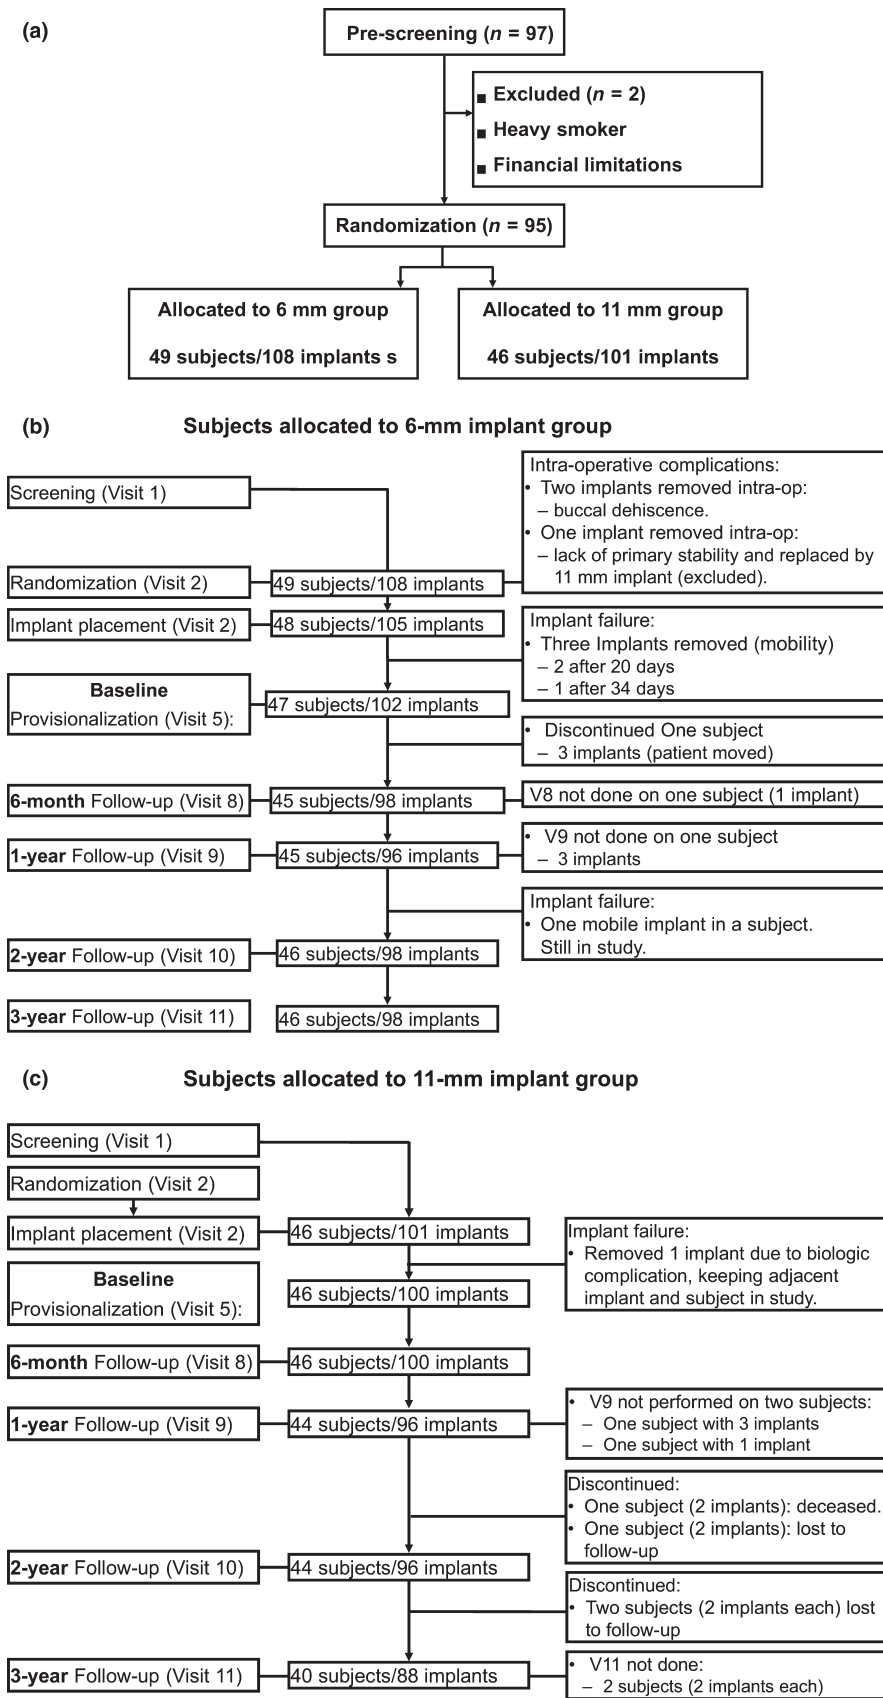 (a)
Pre-screening (n = 97)
▪ Excluded (n = 2)
▪ Heavy smoker
▪ Financial limitations
Randomization (n = 95)
Allocated to 6 mm group
49 subjects/108 implants s
Allocated to 11 mm group
46 subjects/101 implants
(b) Subjects allocated to 6-mm implant group
Screening (Visit 1)
Intra-operative complications:
• Two implants removed intra-op:
– buccal dehiscence.
• One implant removed intra-op:
– lack of primary stability and replaced by
11 mm implant (excluded).
Randomization (Visit 2)
49 subjects/108 implants
Implant placement (Visit 2)
48 subjects/105 implants
Implant failure:
• Three Implants removed (mobility)
– 2 after 20 days
– 1 after 34 days
Baseline
Provisionalization (Visit 5):
47 subjects/102 implants
• Discontinued One subject
– 3 implants (patient moved)
6-month Follow-up (Visit 8)
45 subjects/98 implants
V8 not done on one subject (1 implant)
1-year Follow-up (Visit 9)
45 subjects/96 implants
• V9 not done on one subject
– 3 implants
Implant failure:
• One mobile implant in a subject.
Still in study.
2-year Follow-up (Visit 10)
46 subjects/98 implants
3-year Follow-up (Visit 11)
46 subjects/98 implants
(c) Subjects allocated to 11-mm implant group
Screening (Visit 1)
Randomization (Visit 2)
Implant placement (Visit 2)
46 subjects/101 implants
Implant failure:
• Removed 1 implant due to biologic
complication, keeping adjacent
implant and subject in study.
Baseline
Provisionalization (Visit 5):
46 subjects/100 implants
6-month Follow-up (Visit 8)
46 subjects/100 implants
1-year Follow-up (Visit 9)
44 subjects/96 implants
• V9 not performed on two subjects:
– One subject with 3 implants
– One subject with 1 implant
Discontinued:
• One subject (2 implants): deceased.
• One subject (2 implants): lost to
follow-up
2-year Follow-up (Visit 10)
44 subjects/96 implants
Discontinued:
• Two subjects (2 implants each) lost
to follow-up
3-year Follow-up (Visit 11)
40 subjects/88 implants
• V11 not done:
– 2 subjects (2 implants each)